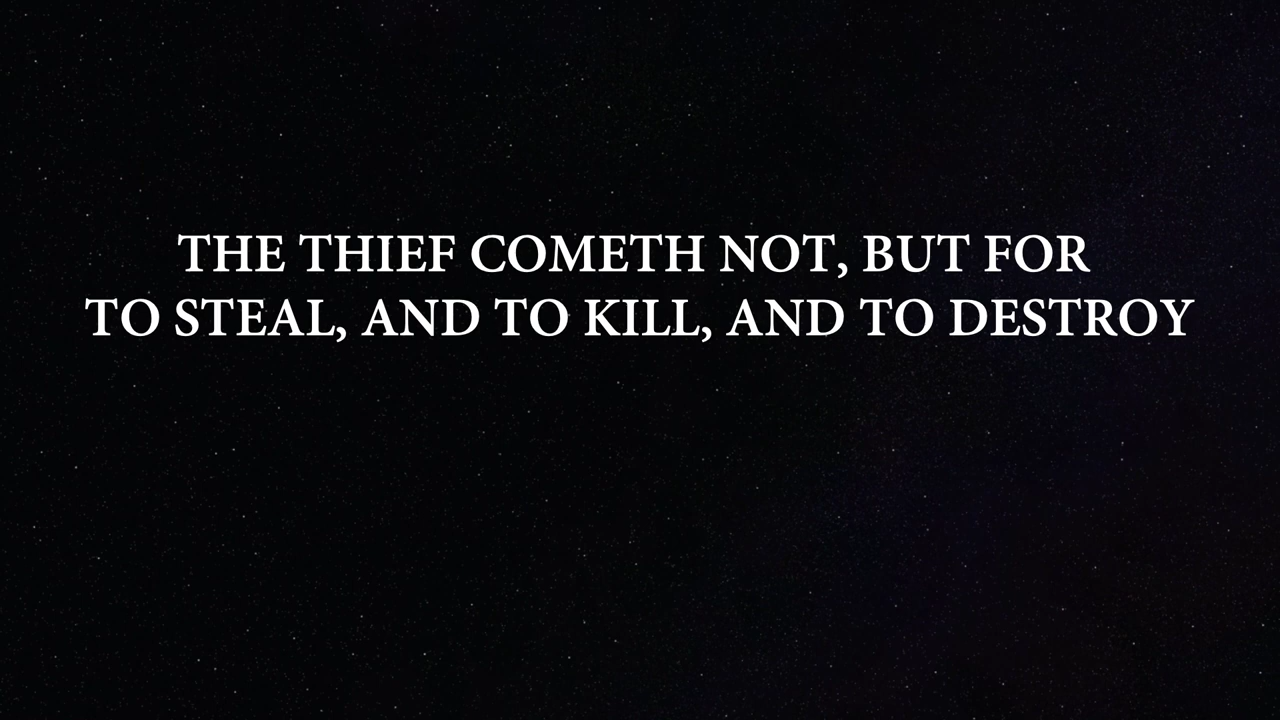 THE THIEF COMETH NOT, BUT FOR
TO STEAL, AND TO KILL, AND TO DESTROY